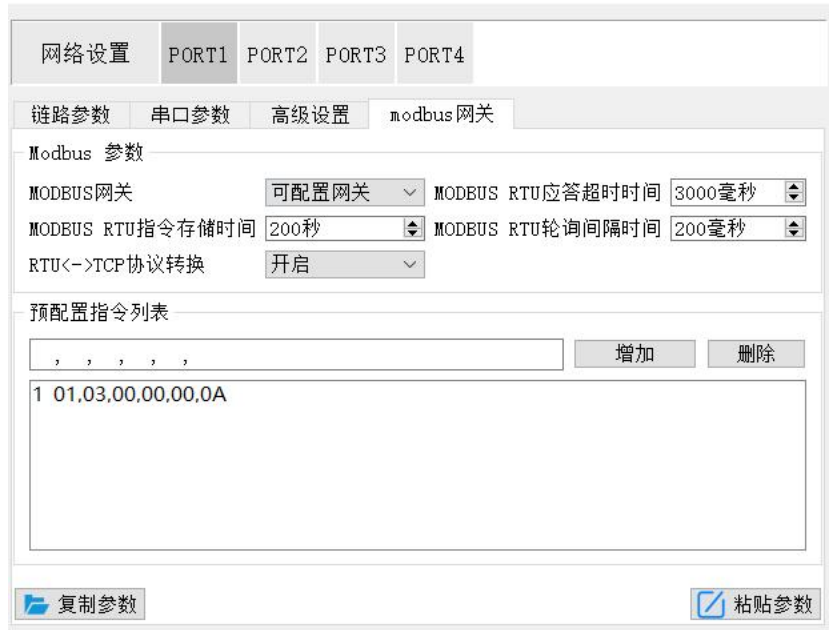 网络设置 PORT1 PORT2 PORT3 PORT4
链路参数 串口参数 高级设置 modbus网关
Modbus 参数
MODBUS网关 可配置网关 MODBUS RTU应答超时时间 3000毫秒
MODBUS RTU指令存储时间 200秒 MODBUS RTU轮询间隔时间 200毫秒
RTU<->TCP协议转换 开启
预配置指令列表
, , , , , 增加 删除
1 01,03,00,00,00,0A
复制参数 粘贴参数